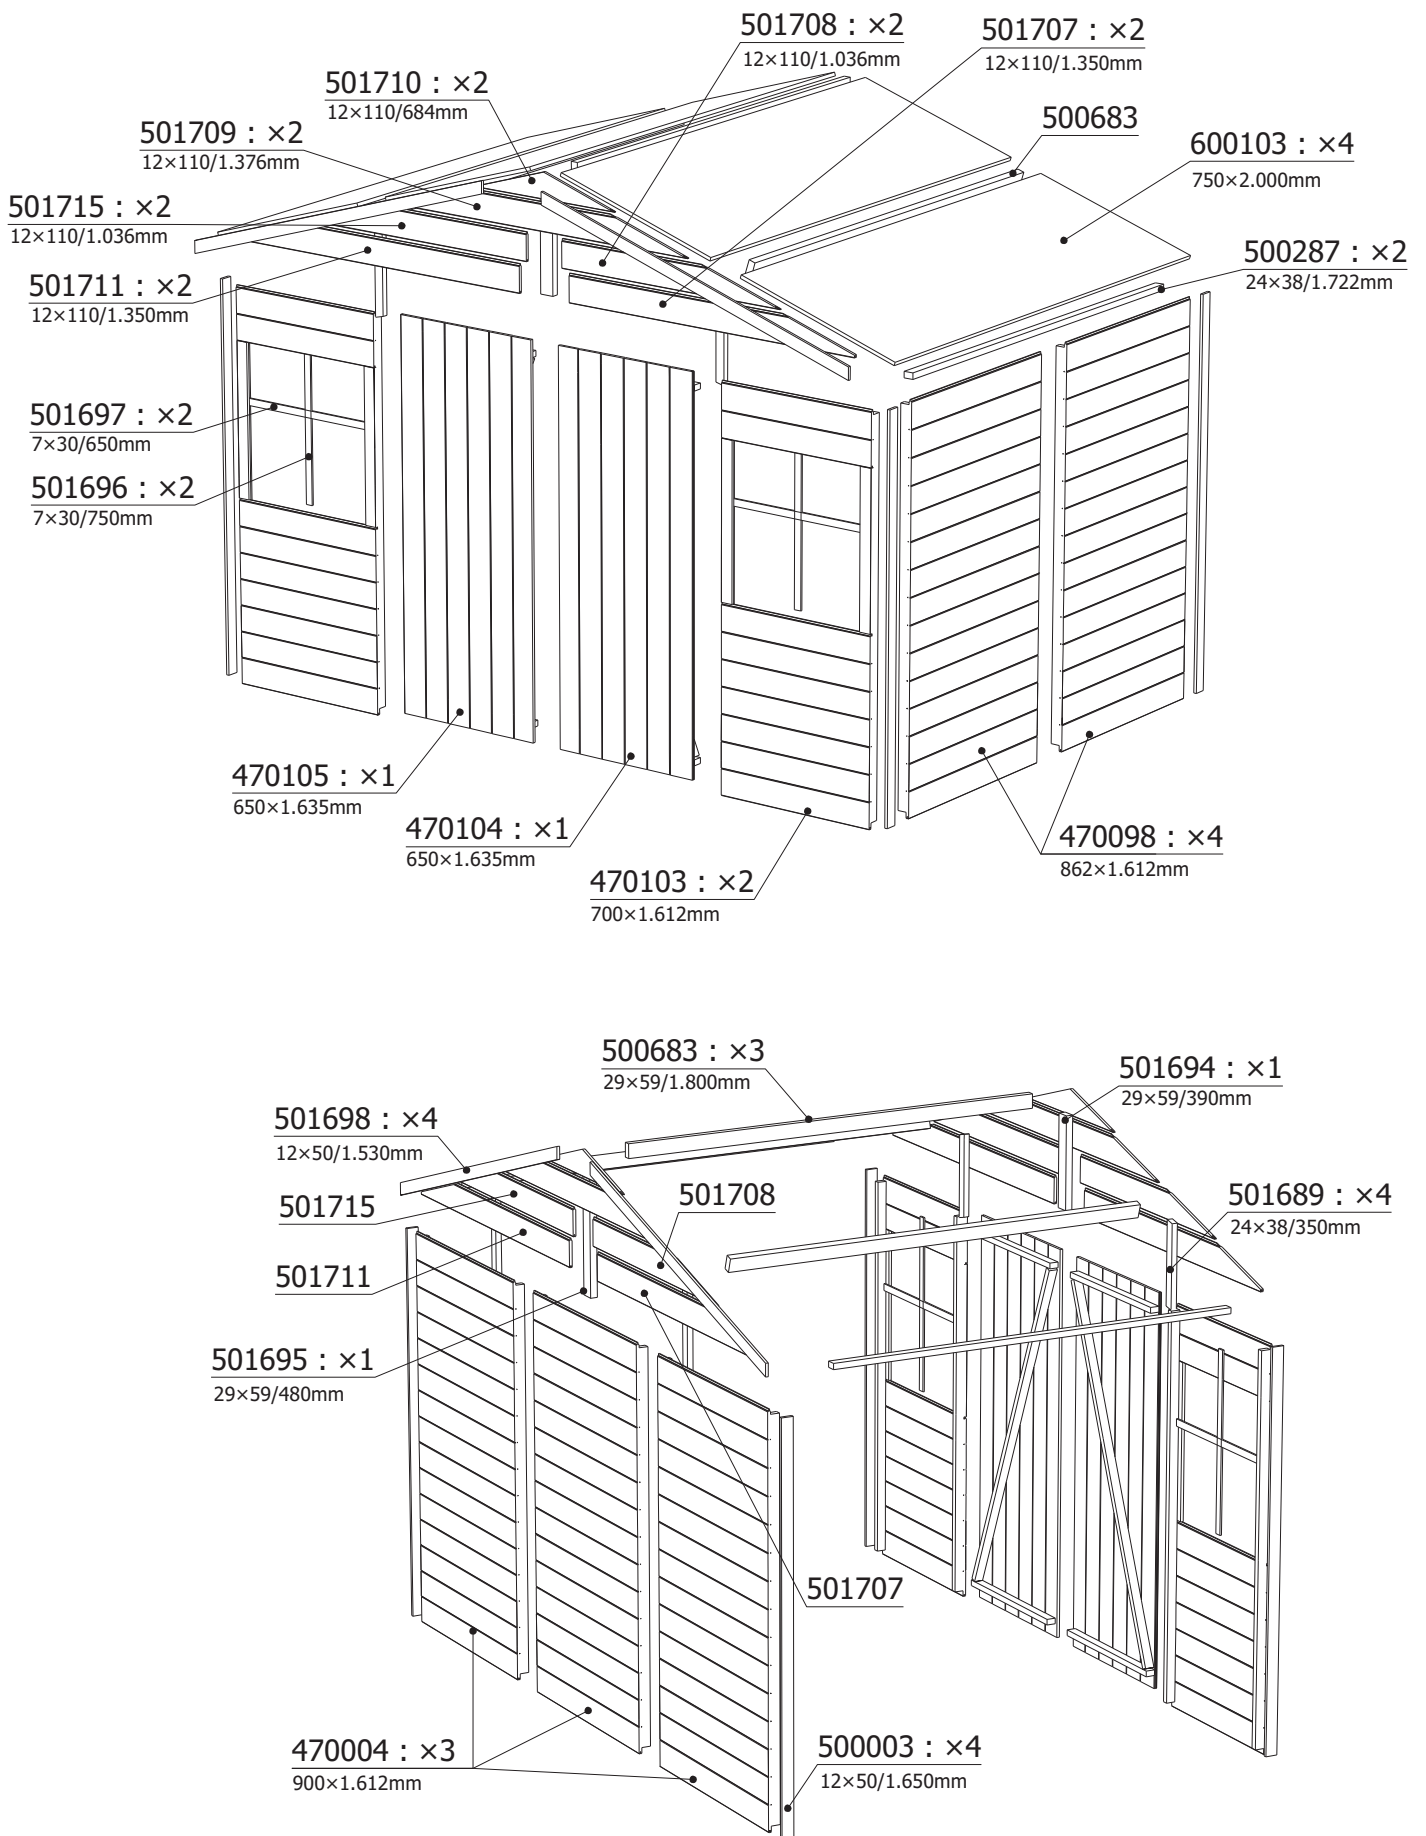 501708 : ×2
12×110/1.036mm
501707 : ×2
12×110/1.350mm
501710 : ×2
12×110/684mm
500683
501709 : ×2
12×110/1.376mm
600103 : ×4
750×2.000mm
501715 : ×2
12×110/1.036mm
500287 : ×2
24×38/1.722mm
501711 : ×2
12×110/1.350mm
501697 : ×2
7×30/650mm
501696 : ×2
7×30/750mm
470105 : ×1
650×1.635mm
470104 : ×1
650×1.635mm
470098 : ×4
862×1.612mm
470103 : ×2
700×1.612mm
500683 : ×3
29×59/1.800mm
501694 : ×1
29×59/390mm
501698 : ×4
12×50/1.530mm
501715
501708
501689 : ×4
24×38/350mm
501711
501695 : ×1
29×59/480mm
501707
470004 : ×3
900×1.612mm
500003 : ×4
12×50/1.650mm